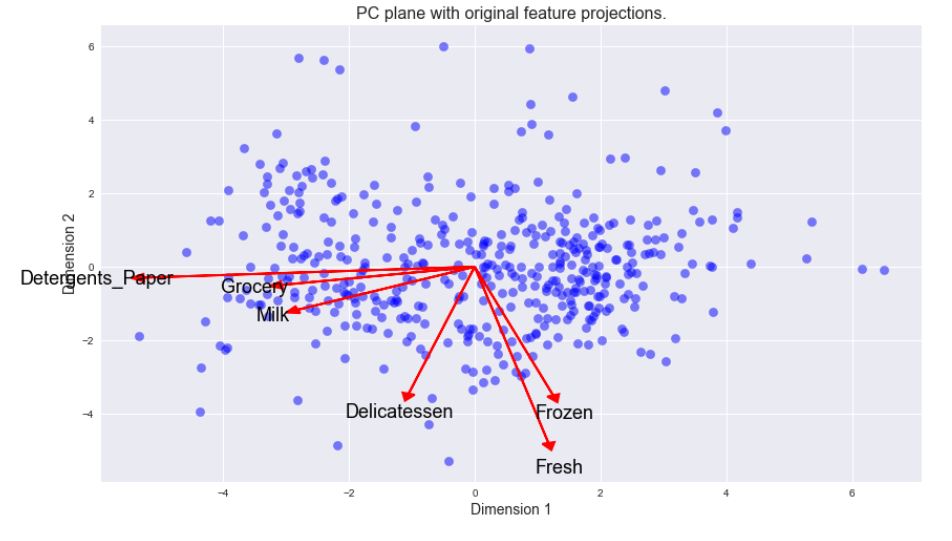 PC plane with original feature projections.
6
4
2
0
−2
−4
Dimension 2
Detergents_Paper
Grocery
Milk
Delicatessen
Frozen
Fresh
−4
−2
0
2
4
6
Dimension 1